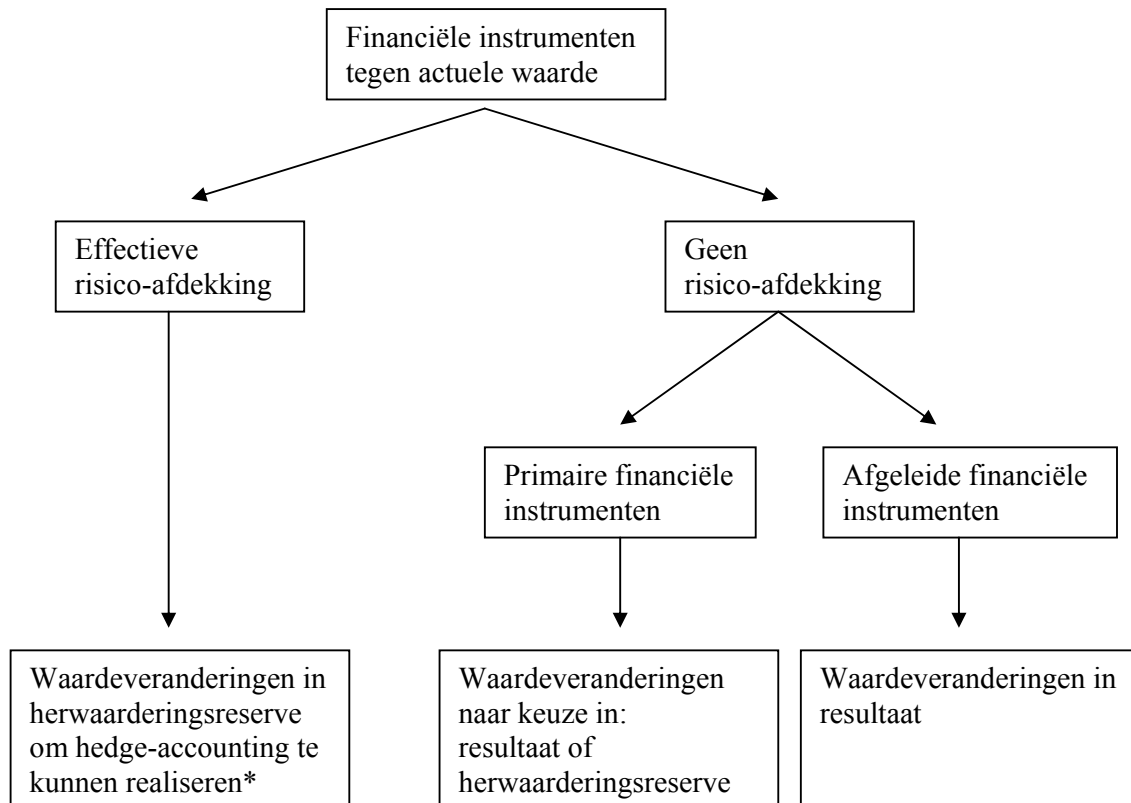 Financiële instrumenten
tegen actuele waarde
Effectieve
risico-afdekking
Geen
risico-afdekking
Primaire financiële
instrumenten
Afgeleide financiële
instrumenten
Waardeveranderingen in
herwaarderingsreserve
om hedge-accounting te
kunnen realiseren*
Waardeveranderingen
naar keuze in:
resultaat of
herwaarderingsreserve
Waardeveranderingen in
resultaat